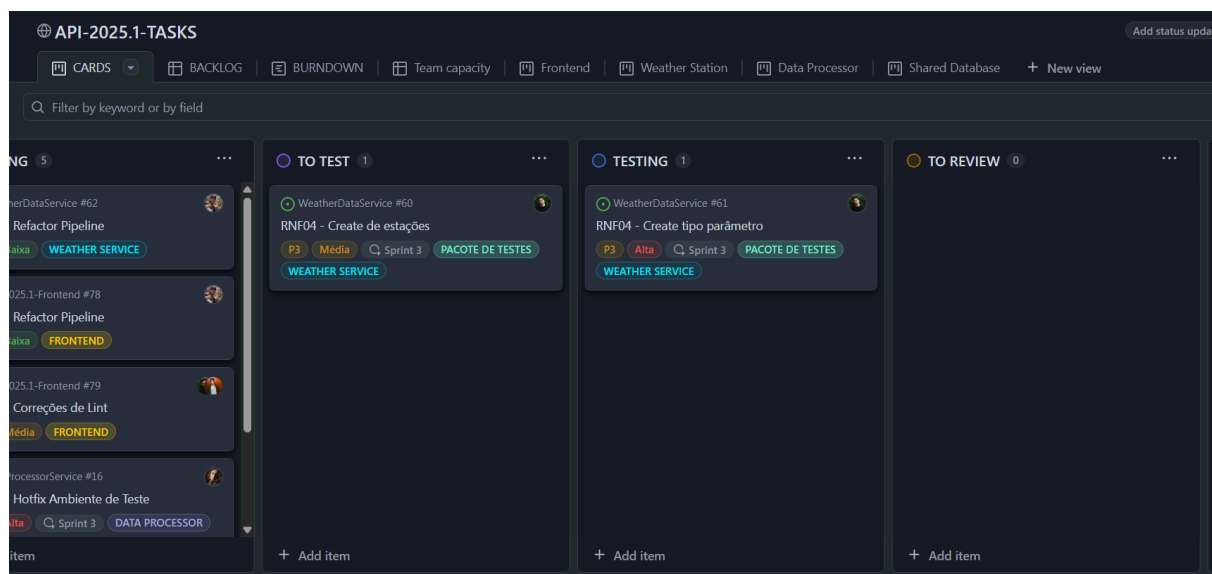 API-2025.1-TASKS
Add status upda
CARDS
BACKLOG
BURNDOWN
Team capacity
Frontend
Weather Station
Data Processor
Shared Database
+ New view
Filter by keyword or by field
NG 5
herDataService #62
Refactor Pipeline
Baixa WEATHER SERVICE
025.1-Frontend #78
Refactor Pipeline
Baixa FRONTEND
025.1-Frontend #79
Correções de Lint
Média FRONTEND
rocessorService #16
Hotfix Ambiente de Teste
Alta Sprint 3 DATA PROCESSOR
item
TO TEST 1
WeatherDataService #60
RNF04 - Create de estações
P3 Média Sprint 3 PACOTE DE TESTES
WEATHER SERVICE
+ Add item
TESTING 1
WeatherDataService #61
RNF04 - Create tipo parâmetro
P3 Alta Sprint 3 PACOTE DE TESTES
WEATHER SERVICE
+ Add item
TO REVIEW 0
+ Add item